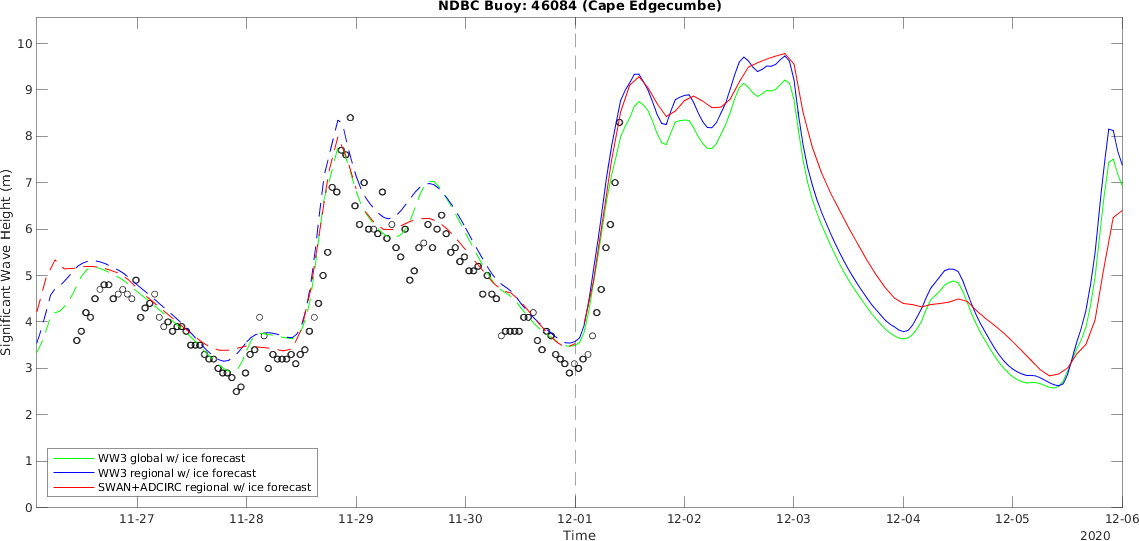 NDBC Buoy: 46084 (Cape Edgecumbe)
Significant Wave Height (m)
10
9
8
7
6
5
4
3
2
1
0
WW3 global w/ ice forecast
WW3 regional w/ ice forecast
SWAN+ADCIRC regional w/ ice forecast
11-27 11-28 11-29 11-30 12-01 12-02 12-03 12-04 12-05 12-06
Time
2020